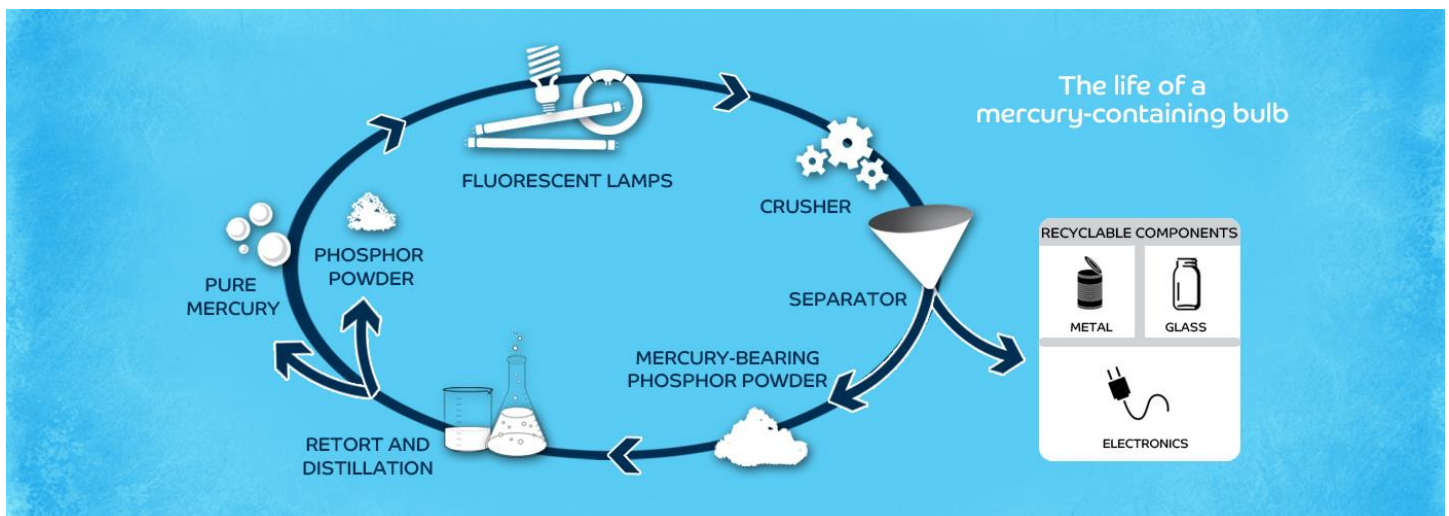 The life of a
mercury-containing bulb
FLUORESCENT LAMPS
CRUSHER
SEPARATOR
RECYCLABLE COMPONENTS
METAL
GLASS
ELECTRONICS
MERCURY-BEARING
PHOSPHOR POWDER
RETORT AND
DISTILLATION
PHOSPHOR
POWDER
PURE
MERCURY